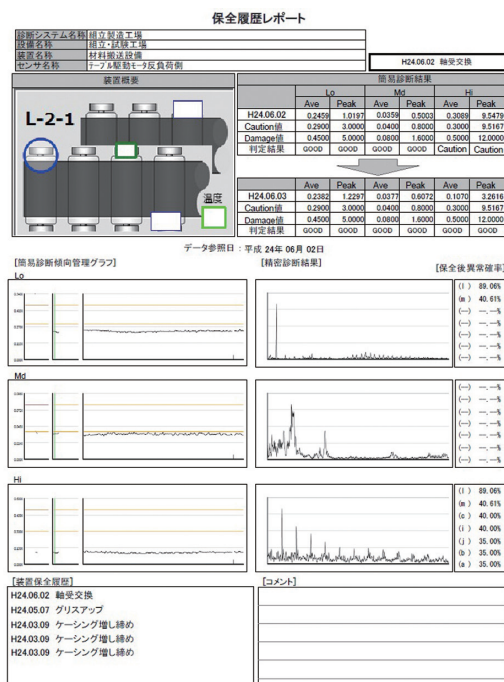 保全履歴レポート
診断システム名称 組立製造工場
設備名称 組立・試験工場
装置名称 材料搬送設備
センサ名称 テーブル駆動モータ反負荷側
H24.06.02 軸受交換
装置概要
L-2-1
温度
簡易診断結果
Lo Md Hi
Ave Peak Ave Peak Ave Peak
H24.06.02 0.2459 1.0197 0.0359 0.5003 0.3089 9.5479
Caution値 0.2900 3.0000 0.0400 0.8000 0.3000 9.5167
Damage値 0.4500 5.0000 0.0800 1.6000 0.5000 12.0000
判定結果 GOOD GOOD GOOD GOOD Caution Caution
Ave Peak Ave Peak Ave Peak
H24.06.03 0.2382 1.2297 0.0377 0.6072 0.1070 3.2616
Caution値 0.2900 3.0000 0.0400 0.8000 0.3000 9.5167
Damage値 0.4500 5.0000 0.0800 1.6000 0.5000 12.0000
判定結果 GOOD GOOD GOOD GOOD GOOD GOOD
データ参照日：平成 24年 06月 02日
[簡易診断傾向管理グラフ]
[精密診断結果]
[保全後異常確率]
Lo
(l) 89.06%
(m) 40.61%
(—) —.—%
(—) —.—%
(—) —.—%
(—) —.—%
(—) —.—%
Md
(—) —.—%
(—) —.—%
(—) —.—%
(—) —.—%
(—) —.—%
(—) —.—%
(—) —.—%
Hi
(l) 89.06%
(m) 40.61%
(c) 40.00%
(i) 40.00%
(j) 35.00%
(b) 35.00%
(a) 35.00%
[装置保全履歴]
H24.06.02 軸受交換
H24.05.07 グリスアップ
H24.03.09 ケーシング増し締め
H24.03.09 ケーシング増し締め
H24.03.09 ケーシング増し締め
[コメント]